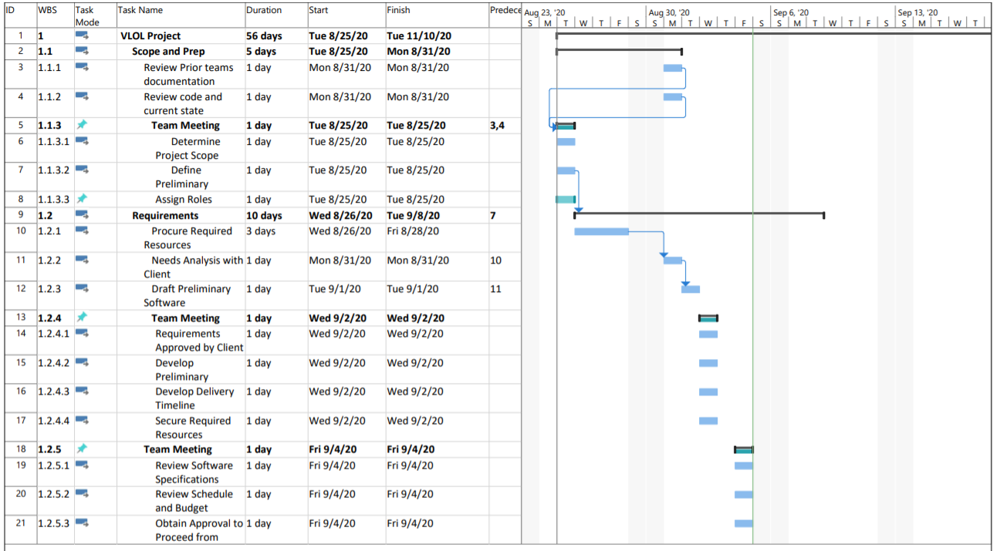 ID WBS Task Mode Task Name Duration Start Finish Predece Aug 23, '20 Aug 30, '20 Sep 6, '20 Sep 13, '20
S M T W T F S S M T W T F S S M T W T F S S M T W T
1 1 VLOL Project 56 days Tue 8/25/20 Tue 11/10/20
2 1.1 Scope and Prep 5 days Tue 8/25/20 Mon 8/31/20
3 1.1.1 Review Prior teams 1 day Mon 8/31/20 Mon 8/31/20
documentation
4 1.1.2 Review code and 1 day Mon 8/31/20 Mon 8/31/20
current state
5 1.1.3 Team Meeting 1 day Tue 8/25/20 Tue 8/25/20 3,4
6 1.1.3.1 Determine 1 day Tue 8/25/20 Tue 8/25/20
Project Scope
7 1.1.3.2 Define 1 day Tue 8/25/20 Tue 8/25/20
Preliminary
8 1.1.3.3 Assign Roles 1 day Tue 8/25/20 Tue 8/25/20
9 1.2 Requirements 10 days Wed 8/26/20 Tue 9/8/20 7
10 1.2.1 Procure Required 3 days Wed 8/26/20 Fri 8/28/20
Resources
11 1.2.2 Needs Analysis with 1 day Mon 8/31/20 Mon 8/31/20 10
Client
12 1.2.3 Draft Preliminary 1 day Tue 9/1/20 Tue 9/1/20 11
Software
13 1.2.4 Team Meeting 1 day Wed 9/2/20 Wed 9/2/20
14 1.2.4.1 Requirements 1 day Wed 9/2/20 Wed 9/2/20
Approved by Client
15 1.2.4.2 Develop 1 day Wed 9/2/20 Wed 9/2/20
Preliminary
16 1.2.4.3 Develop Delivery 1 day Wed 9/2/20 Wed 9/2/20
Timeline
17 1.2.4.4 Secure Required 1 day Wed 9/2/20 Wed 9/2/20
Resources
18 1.2.5 Team Meeting 1 day Fri 9/4/20 Fri 9/4/20
19 1.2.5.1 Review Software 1 day Fri 9/4/20 Fri 9/4/20
Specifications
20 1.2.5.2 Review Schedule 1 day Fri 9/4/20 Fri 9/4/20
and Budget
21 1.2.5.3 Obtain Approval to 1 day Fri 9/4/20 Fri 9/4/20
Proceed from